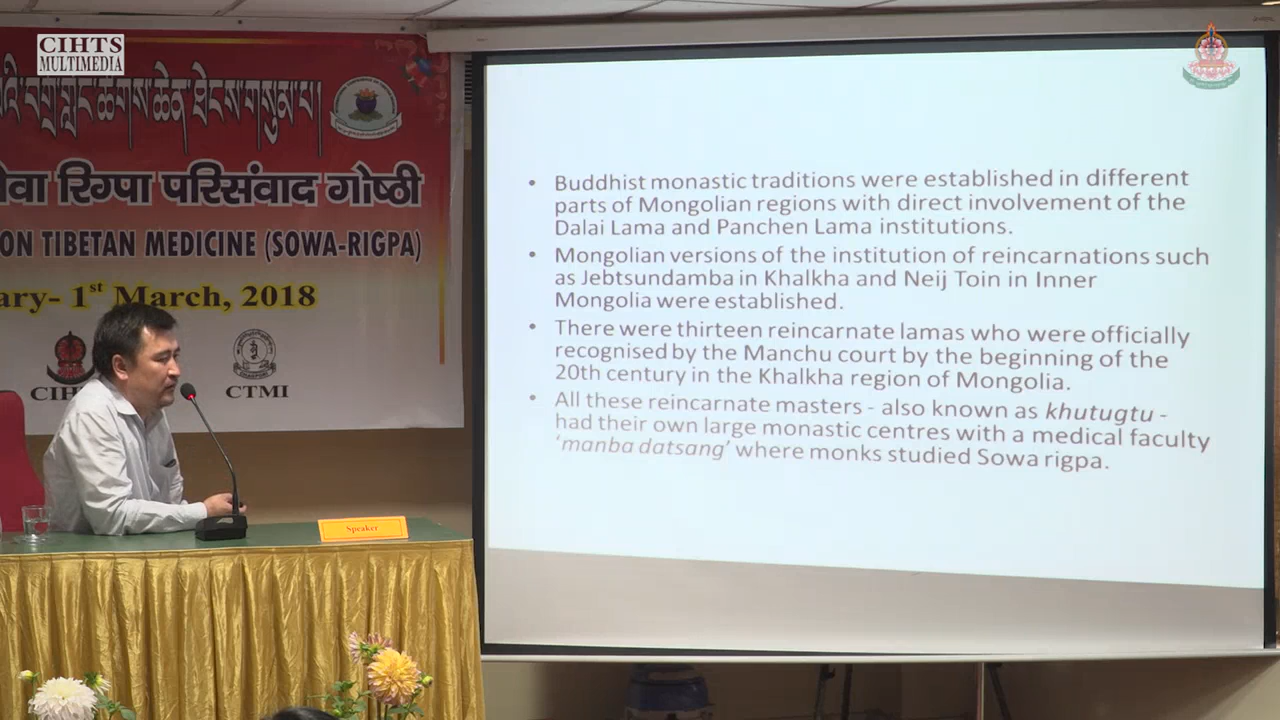 CIHTS
MULTIMEDIA
रिग्पा परिसंवाद गोष्ठी
ON TIBETAN MEDICINE (SOWA-RIGPA)
1st March, 2018
CTMI
Speaker
• Buddhist monastic traditions were established in different
parts of Mongolian regions with direct involvement of the
Dalai Lama and Panchen Lama institutions.
• Mongolian versions of the institution of reincarnations such
as Jebtsundamba in Khalkha and Neij Toin in Inner
Mongolia were established.
• There were thirteen reincarnate lamas who were officially
recognised by the Manchu court by the beginning of the
20th century in the Khalkha region of Mongolia.
• All these reincarnate masters - also known as khutugtu -
had their own large monastic centres with a medical faculty
‘manba datsang’ where monks studied Sowa rigpa.